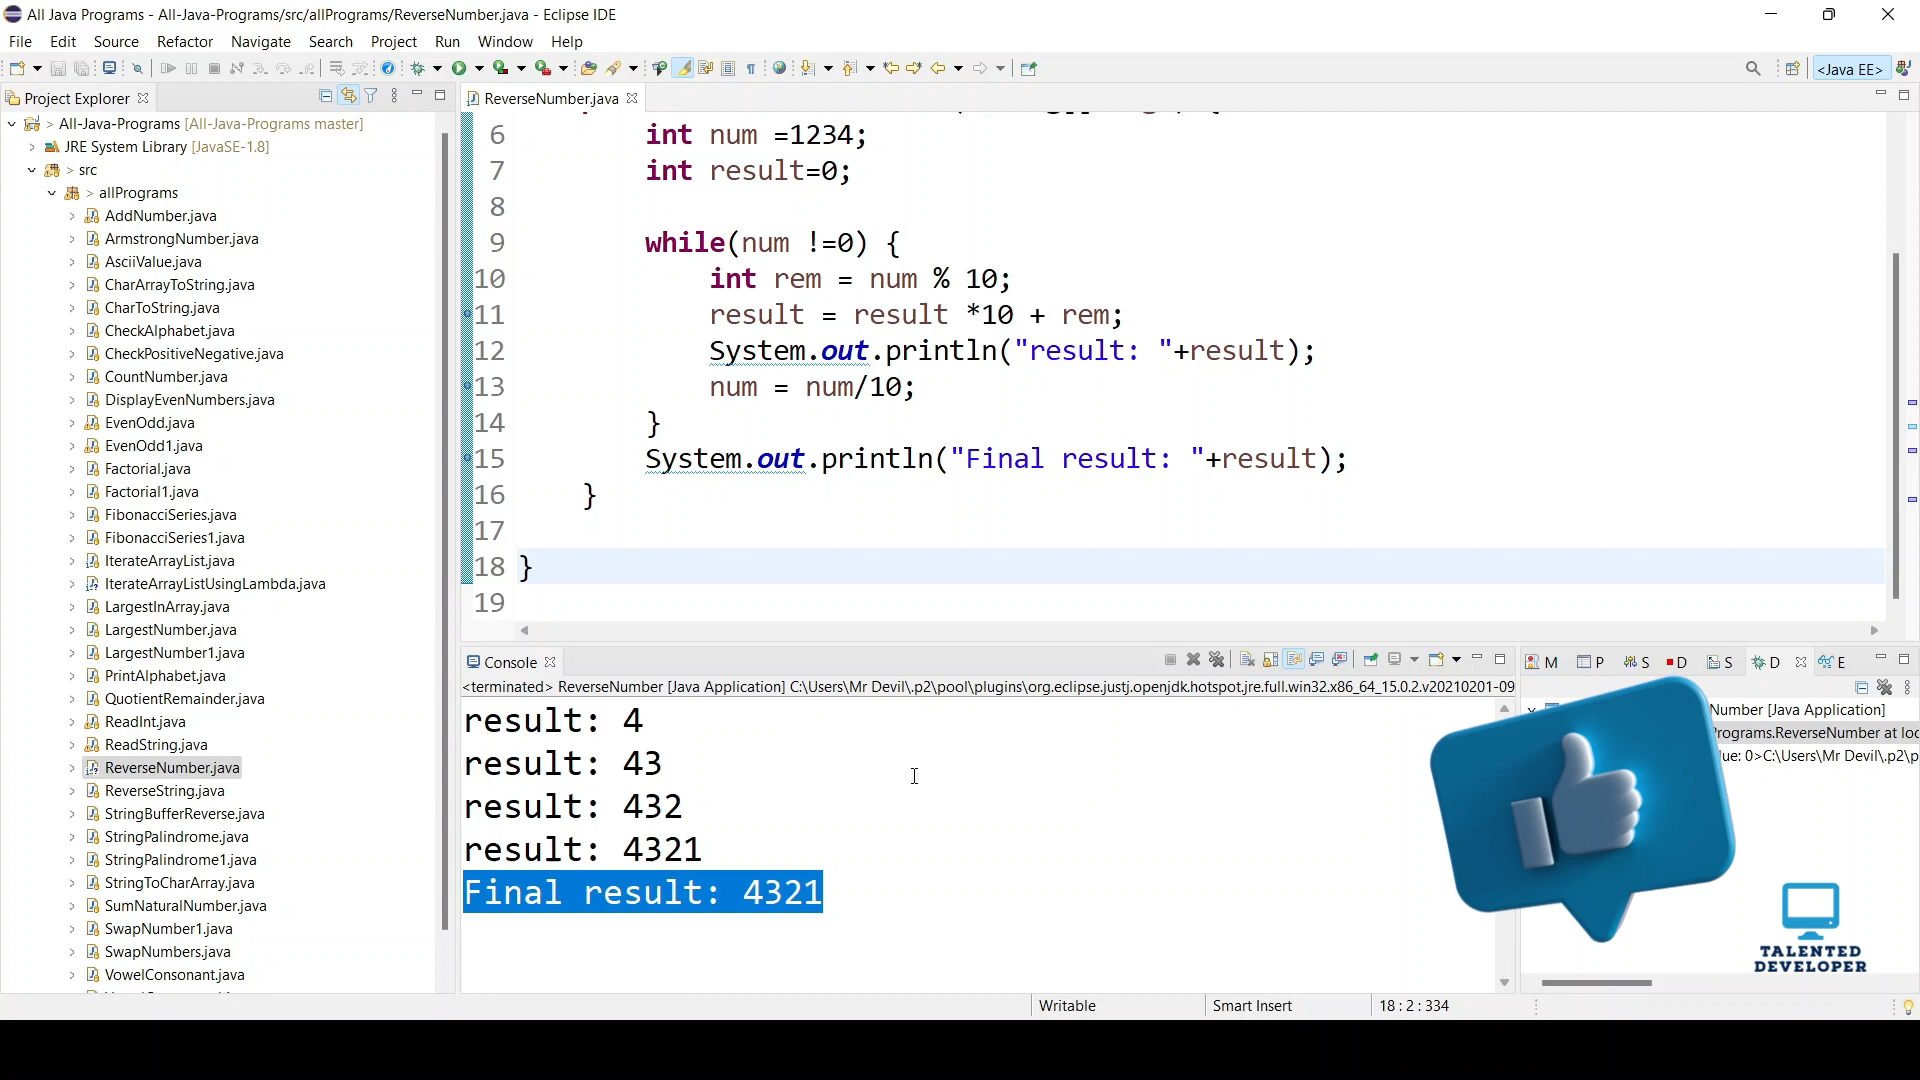 All Java Programs - All-Java-Programs/src/allPrograms/ReverseNumber.java - Eclipse IDE
File Edit Source Refactor Navigate Search Project Run Window Help
<Java EE>
Project Explorer
ReverseNumber.java
> All-Java-Programs [All-Java-Programs master]
JRE System Library [JavaSE-1.8]
> src
> allPrograms
AddNumber.java
ArmstrongNumber.java
AsciiValue.java
CharArrayToString.java
CharToString.java
CheckAlphabet.java
CheckPositiveNegative.java
CountNumber.java
DisplayEvenNumbers.java
EvenOdd.java
EvenOdd1.java
Factorial.java
Factorial1.java
FibonacciSeries.java
FibonacciSeries1.java
IterateArrayList.java
IterateArrayListUsingLambda.java
LargestInArray.java
LargestNumber.java
LargestNumber1.java
PrintAlphabet.java
QuotientRemainder.java
ReadInt.java
ReadString.java
ReverseNumber.java
ReverseString.java
StringBufferReverse.java
StringPalindrome.java
StringPalindrome1.java
StringToCharArray.java
SumNaturalNumber.java
SwapNumber1.java
SwapNumbers.java
VowelConsonant.java
6 int num =1234;
7 int result=0;
8
9 while(num !=0) {
10 int rem = num % 10;
11 result = result *10 + rem;
12 System.out.println("result: "+result);
13 num = num/10;
14 }
15 System.out.println("Final result: "+result);
16 }
17
18 }
19
Console
<terminated> ReverseNumber [Java Application] C:\Users\Mr Devil\.p2\pool\plugins\org.eclipse.justj.openjdk.hotspot.jre.full.win32.x86_64_15.0.2.v20210201-09
result: 4
result: 43
result: 432
result: 4321
Final result: 4321
M P S D S D E
Number [Java Application]
Programs.ReverseNumber at loc
ue: 0>C:\Users\Mr Devil\.p2\p
TALENTED
DEVELOPER
Writable Smart Insert 18 : 2 : 334